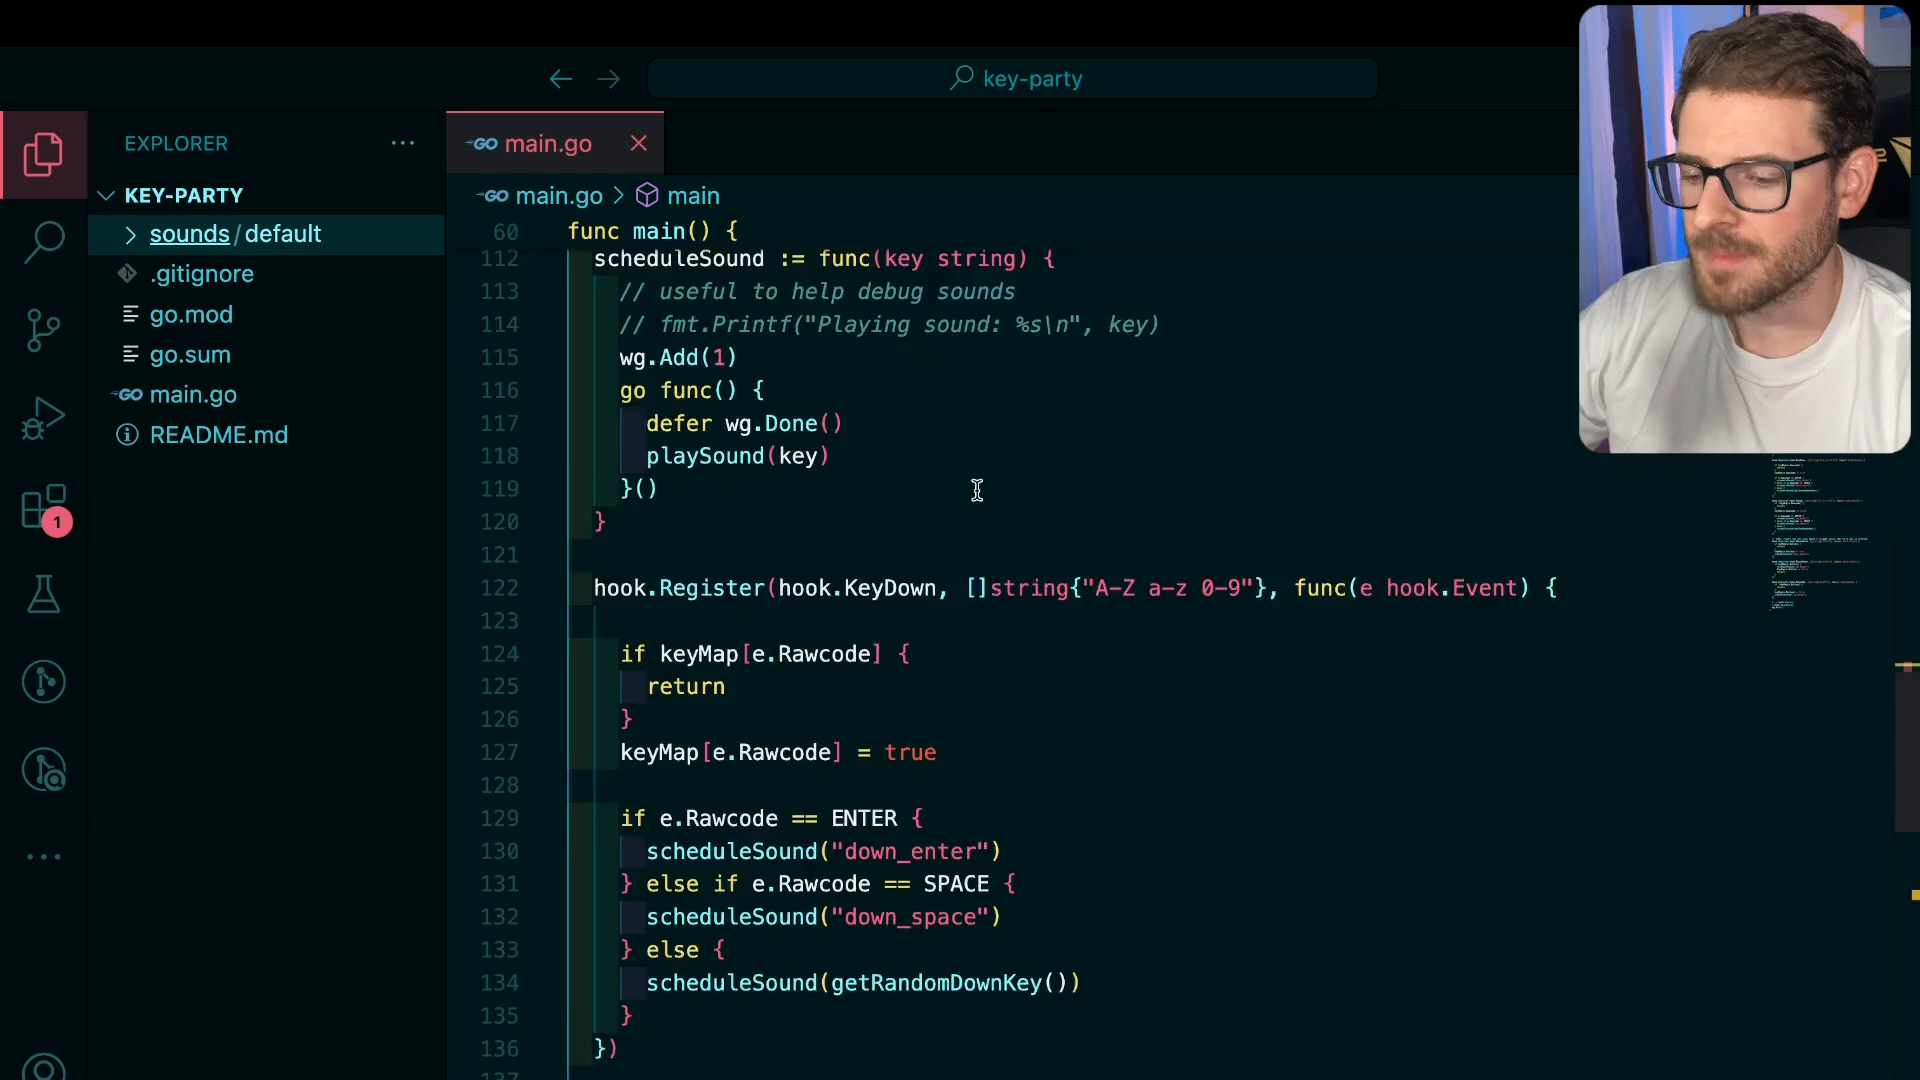 key-party
EXPLORER
KEY-PARTY
sounds/default
.gitignore
go.mod
go.sum
main.go
README.md
1
GO main.go
GO main.go > main
60 func main() {
112 scheduleSound := func(key string) {
113 // useful to help debug sounds
114 // fmt.Printf("Playing sound: %s\n", key)
115 wg.Add(1)
116 go func() {
117 defer wg.Done()
118 playSound(key)
119 }()
120 }
121
122 hook.Register(hook.KeyDown, []string{"A-Z a-z 0-9"}, func(e hook.Event) {
123
124 if keyMap[e.Rawcode] {
125 return
126 }
127 keyMap[e.Rawcode] = true
128
129 if e.Rawcode == ENTER {
130 scheduleSound("down_enter")
131 } else if e.Rawcode == SPACE {
132 scheduleSound("down_space")
133 } else {
134 scheduleSound(getRandomDownKey())
135 }
136 })
137